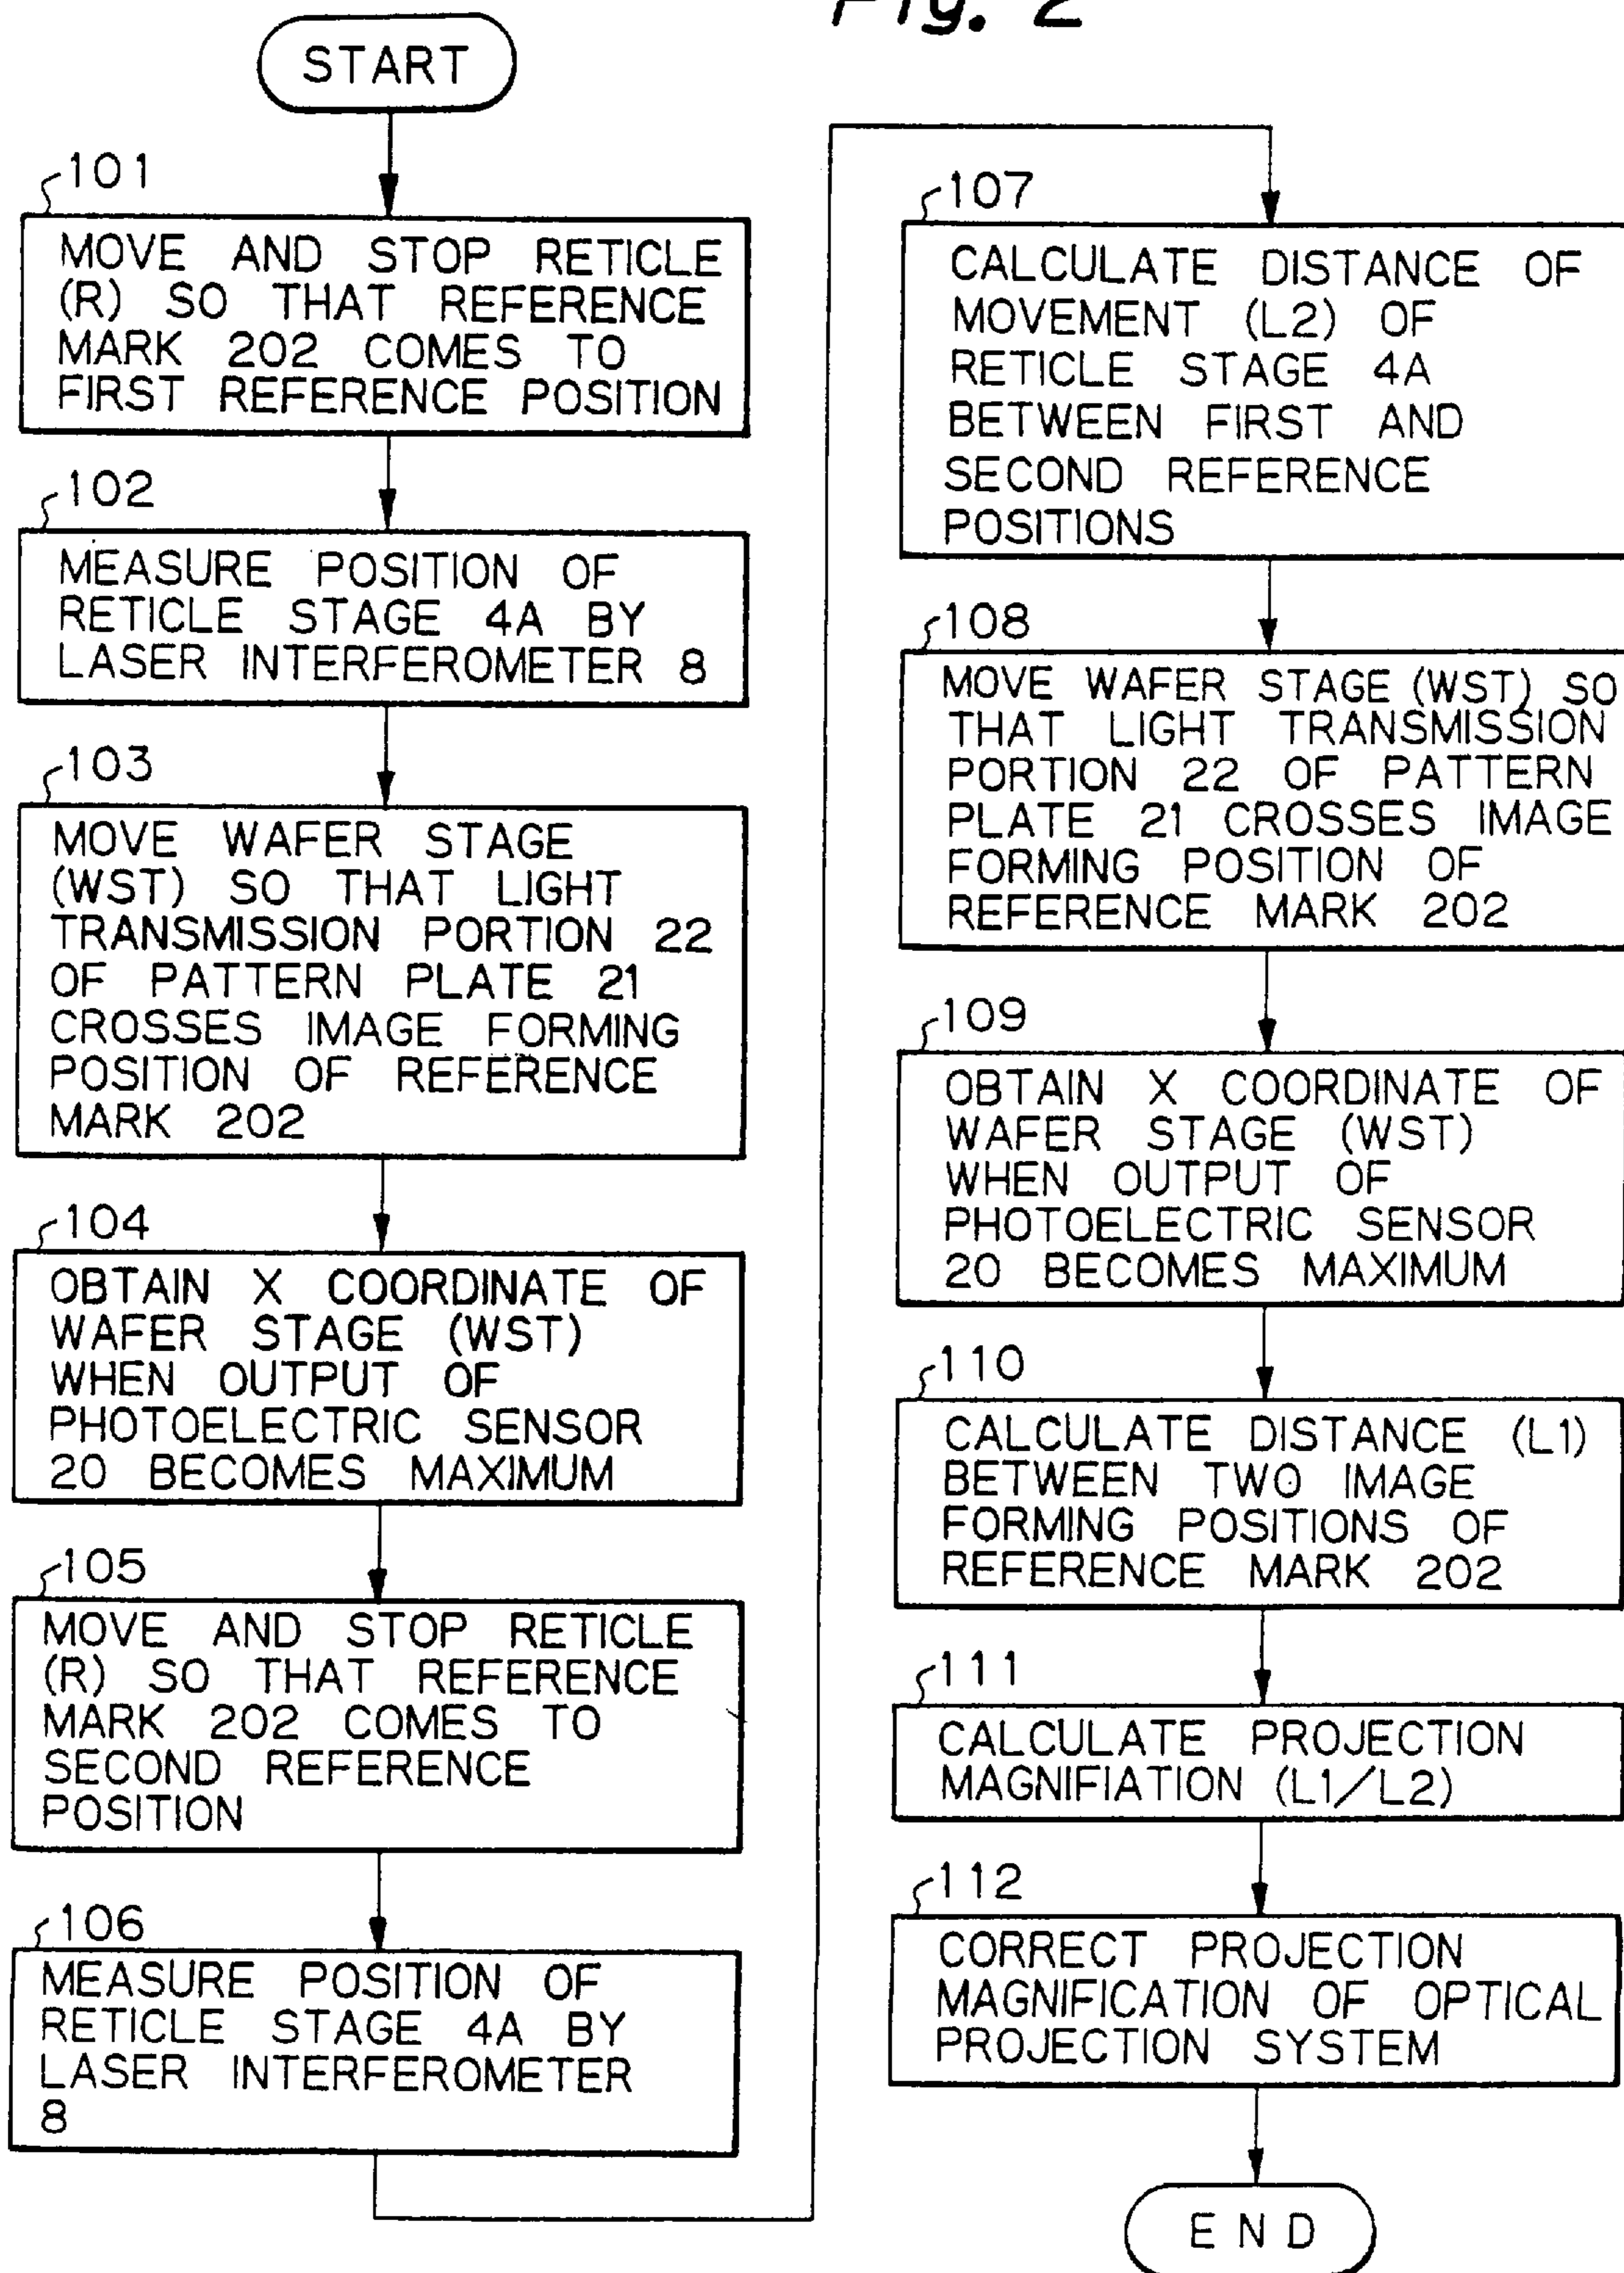 Fig. 2
START
101
MOVE AND STOP RETICLE
(R) SO THAT REFERENCE
MARK 202 COMES TO
FIRST REFERENCE POSITION
102
MEASURE POSITION OF
RETICLE STAGE 4A BY
LASER INTERFEROMETER 8
103
MOVE WAFER STAGE
(WST) SO THAT LIGHT
TRANSMISSION PORTION 22
OF PATTERN PLATE 21
CROSSES IMAGE FORMING
POSITION OF REFERENCE
MARK 202
104
OBTAIN X COORDINATE OF
WAFER STAGE (WST)
WHEN OUTPUT OF
PHOTOELECTRIC SENSOR
20 BECOMES MAXIMUM
105
MOVE AND STOP RETICLE
(R) SO THAT REFERENCE
MARK 202 COMES TO
SECOND REFERENCE
POSITION
106
MEASURE POSITION OF
RETICLE STAGE 4A BY
LASER INTERFEROMETER
8
107
CALCULATE DISTANCE OF
MOVEMENT (L2) OF
RETICLE STAGE 4A
BETWEEN FIRST AND
SECOND REFERENCE
POSITIONS
108
MOVE WAFER STAGE (WST) SO
THAT LIGHT TRANSMISSION
PORTION 22 OF PATTERN
PLATE 21 CROSSES IMAGE
FORMING POSITION OF
REFERENCE MARK 202
109
OBTAIN X COORDINATE OF
WAFER STAGE (WST)
WHEN OUTPUT OF
PHOTOELECTRIC SENSOR
20 BECOMES MAXIMUM
110
CALCULATE DISTANCE (L1)
BETWEEN TWO IMAGE
FORMING POSITIONS OF
REFERENCE MARK 202
111
CALCULATE PROJECTION
MAGNIFIATION (L1/L2)
112
CORRECT PROJECTION
MAGNIFICATION OF OPTICAL
PROJECTION SYSTEM
END